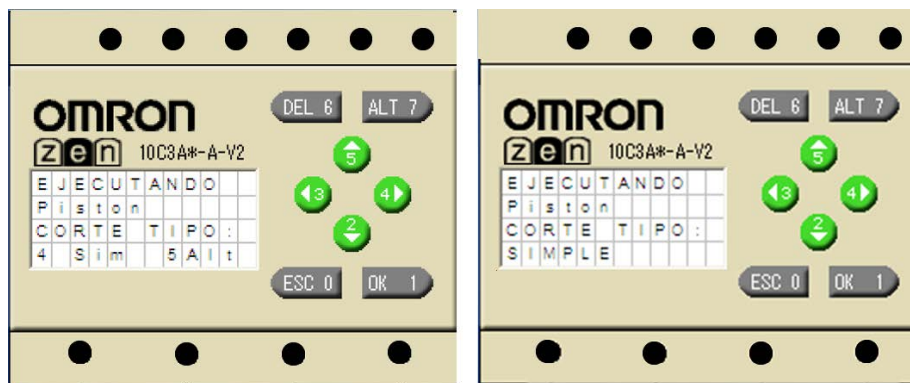 DEL 6 ALT 7
OMRON
zen 10C3A*-A-V2
5
3 4
2
EJECUTANDO
Piston
CORTE TIPO:
4 Sim 5Alt
ESC 0 OK 1
DEL 6 ALT 7
OMRON
zen 10C3A*-A-V2
5
3 4
2
EJECUTANDO
Piston
CORTE TIPO:
SIMPLE
ESC 0 OK 1